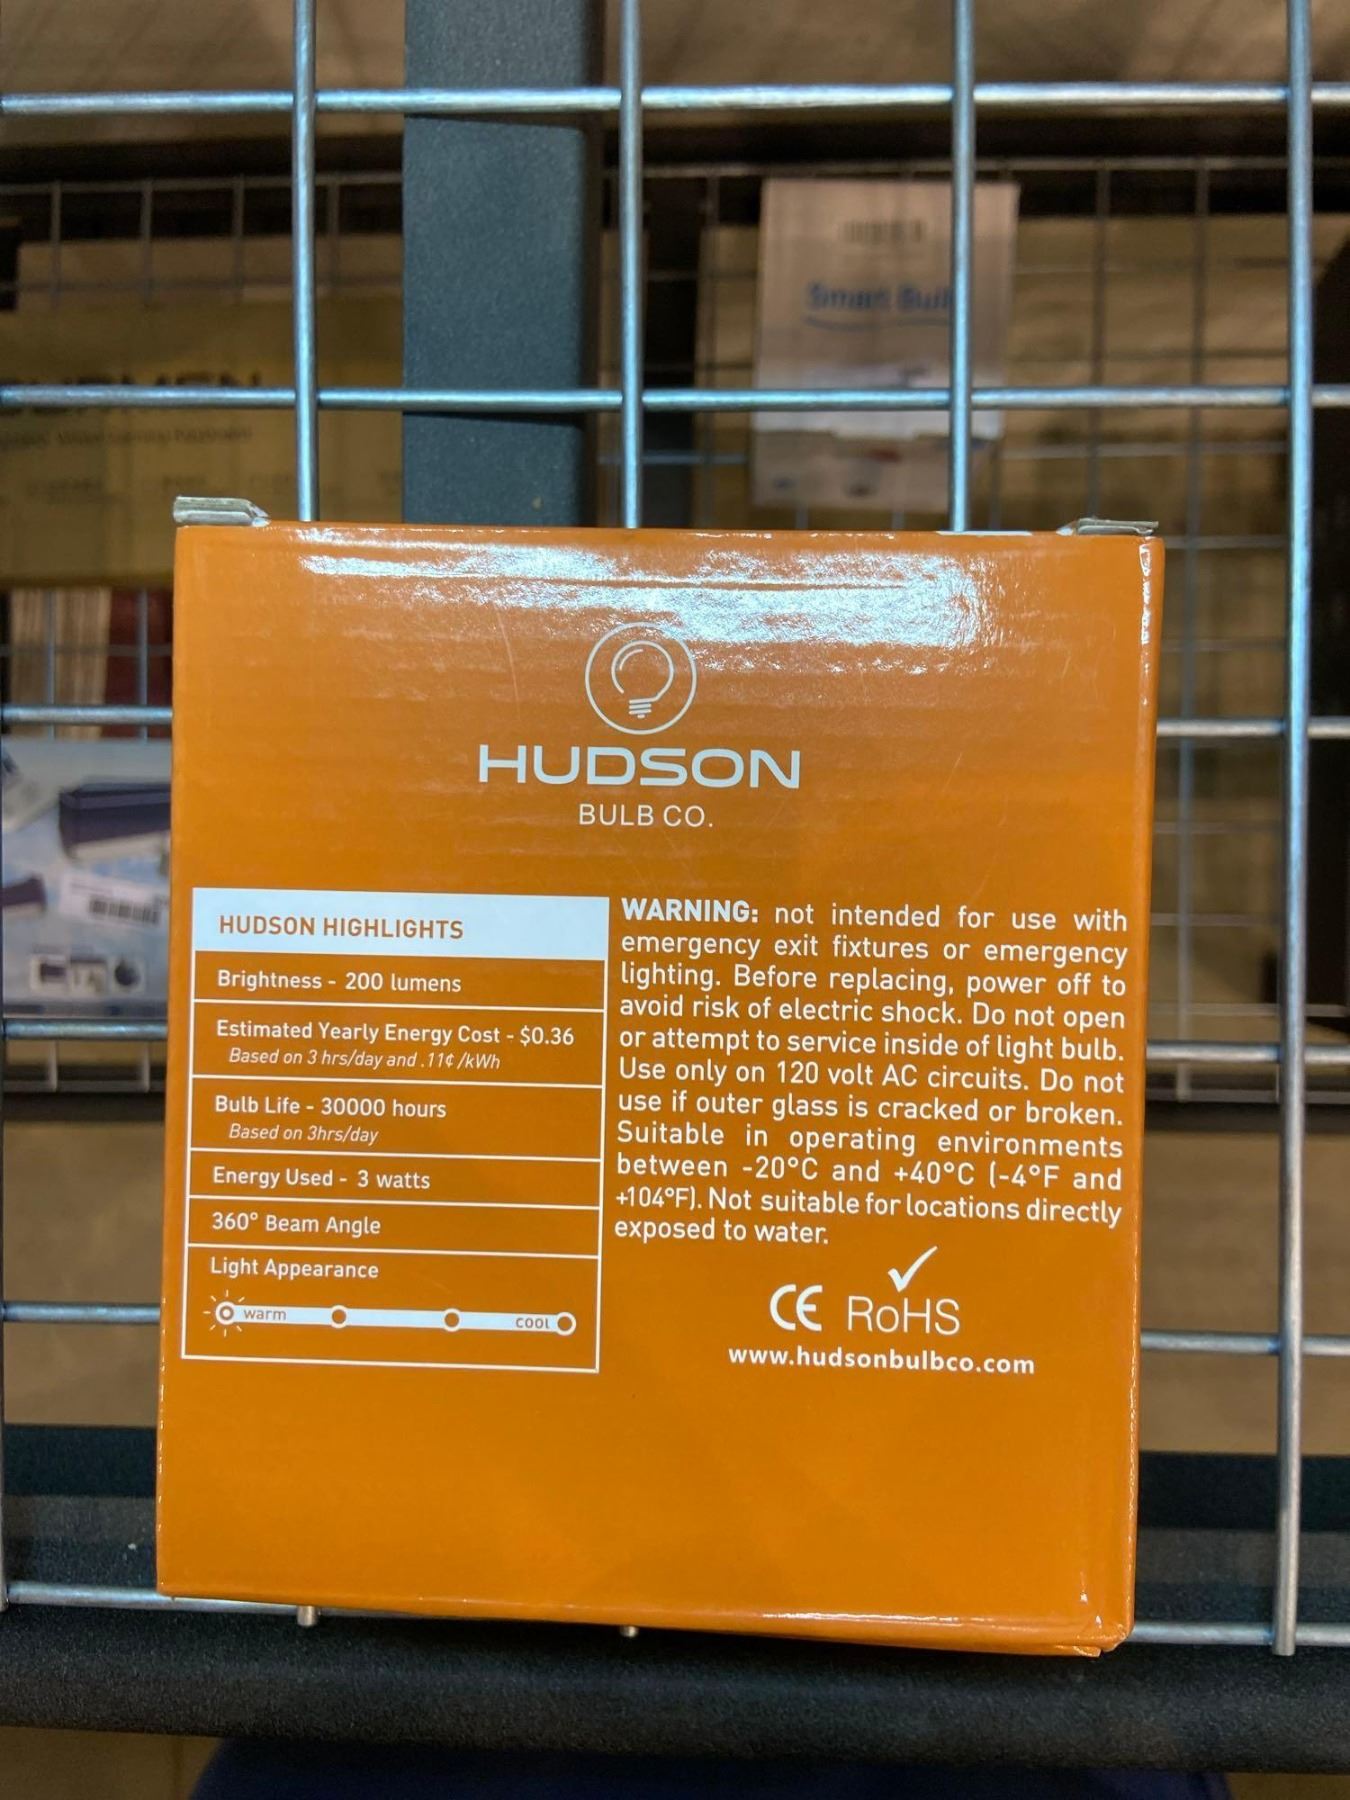 Smart Bulb
HUDSON
BULB CO.
HUDSON HIGHLIGHTS
Brightness - 200 lumens
Estimated Yearly Energy Cost - $0.36
Based on 3 hrs/day and .11¢ /kWh
Bulb Life - 30000 hours
Based on 3hrs/day
Energy Used - 3 watts
360° Beam Angle
Light Appearance
warm
cool
WARNING: not intended for use with
emergency exit fixtures or emergency
lighting. Before replacing, power off to
avoid risk of electric shock. Do not open
or attempt to service inside of light bulb.
Use only on 120 volt AC circuits. Do not
use if outer glass is cracked or broken.
Suitable in operating environments
between -20°C and +40°C (-4°F and
+104°F). Not suitable for locations directly
exposed to water.
CE RoHS
www.hudsonbulbco.com